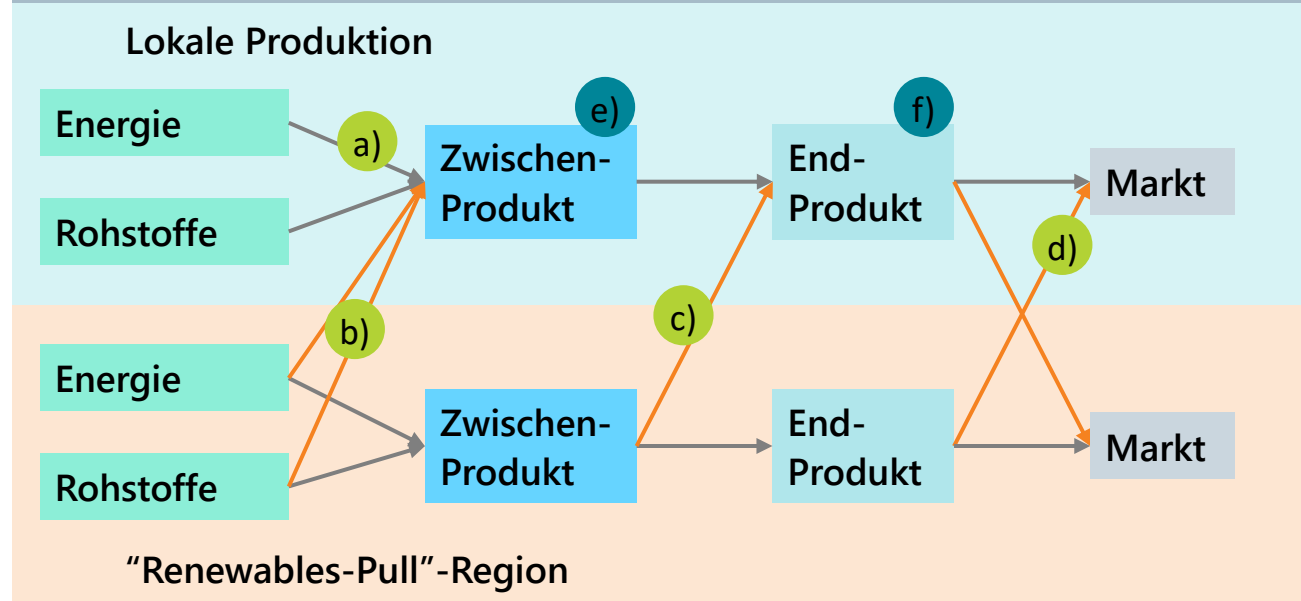 Lokale Produktion
Energie
a)
Rohstoffe
e)
Zwischen-
Produkt
f)
End-
Produkt
Markt
d)
b)
c)
Energie
Rohstoffe
Zwischen-
Produkt
End-
Produkt
Markt
“Renewables-Pull”-Region